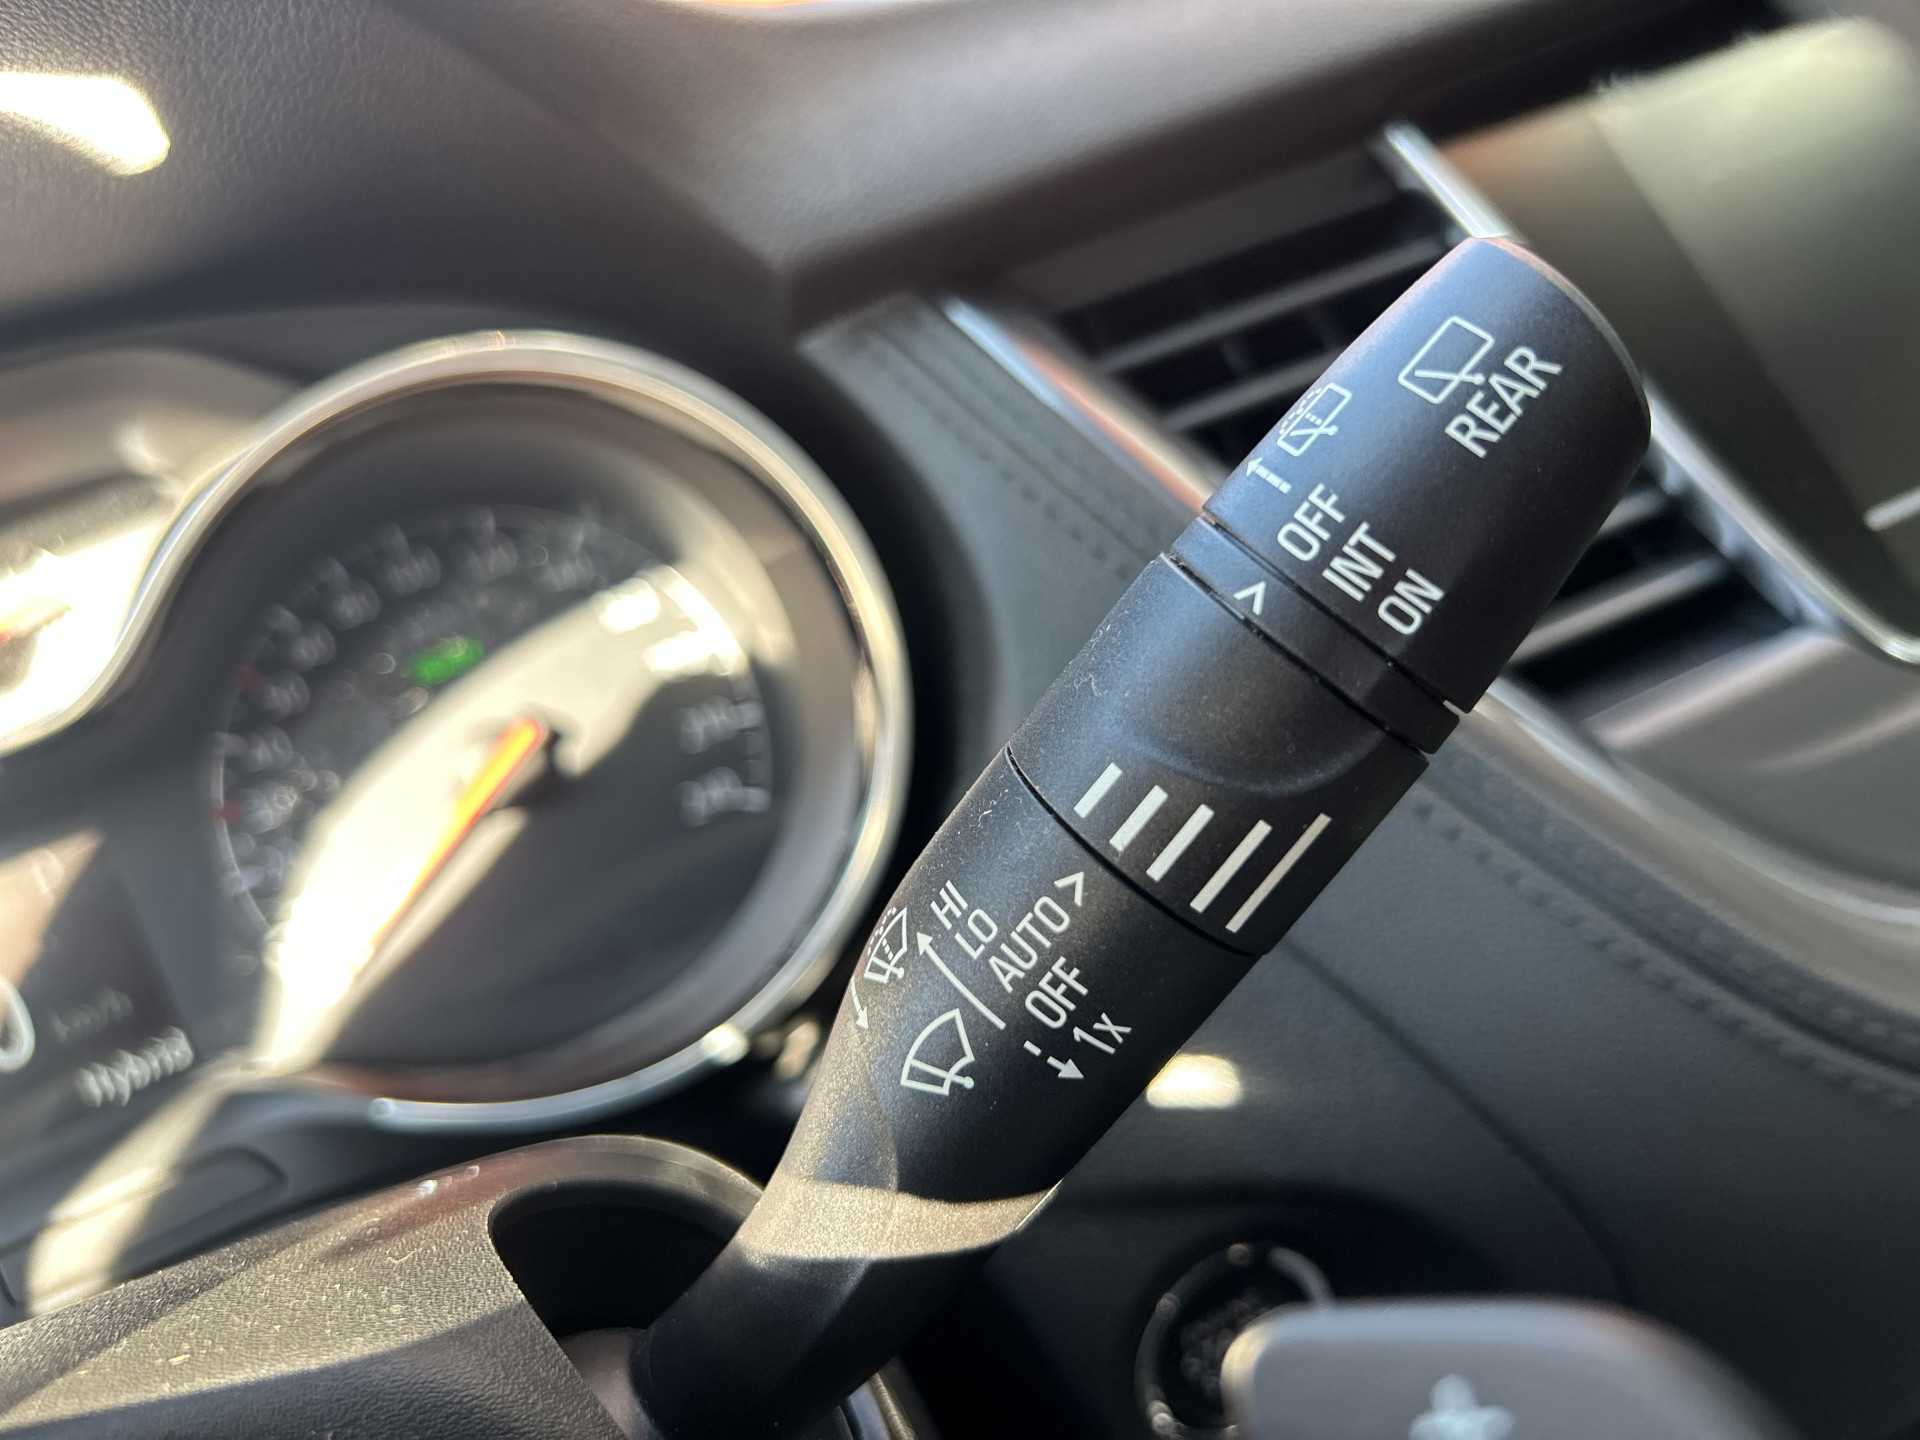 REAR
OFF
INT
ON
HI
LO
AUTO >
OFF
1x
Hybrid